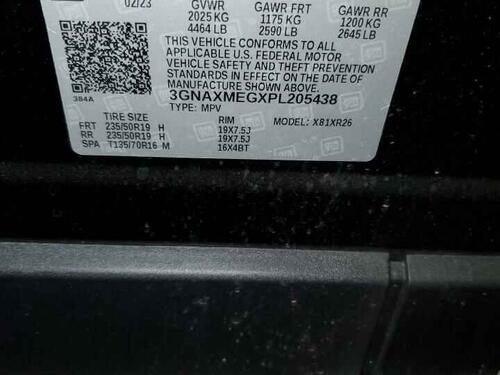 02/23 GVWR GAWR FRT GAWR RR
2025 KG 1175 KG 1200 KG
4464 LB 2590 LB 2645 LB
THIS VEHICLE CONFORMS TO ALL
APPLICABLE U.S. FEDERAL MOTOR
VEHICLE SAFETY AND THEFT
PREVENTION STANDARDS IN EFFECT
ON THE DATE OF MANUFACTURE
SHOWN ABOVE.
3GNAXMEGXPL205438
384A TYPE: MPV MODEL: X81XR26
TIRE SIZE RIM
FRT 235/50R19 H 19X7.5J
RR 235/50R19 H 19X7.5J
SPA T135/70R16 M 16X4BT